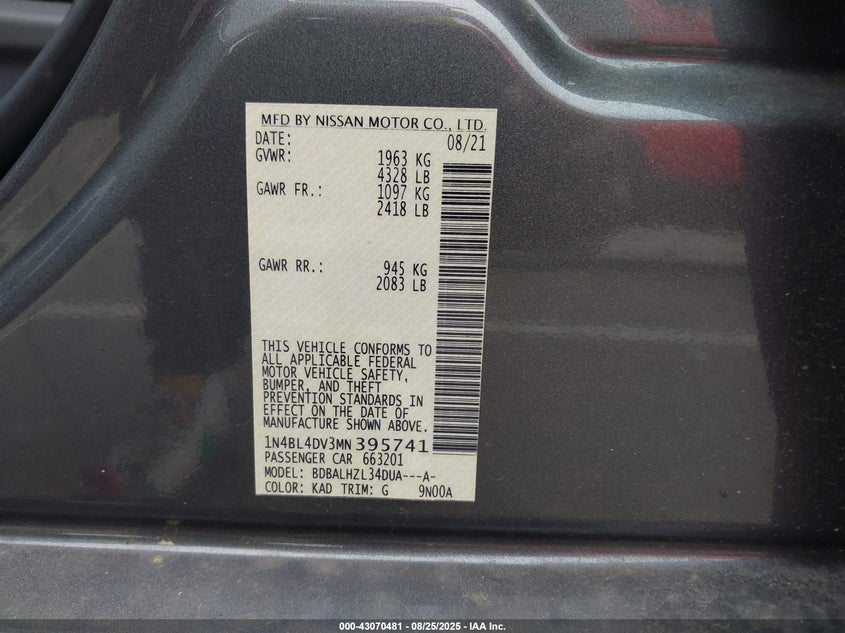 MFD BY NISSAN MOTOR CO., LTD.
DATE: 08/21
GVWR: 1963 KG
4328 LB
GAWR FR.: 1097 KG
2418 LB
GAWR RR.: 945 KG
2083 LB
THIS VEHICLE CONFORMS TO
ALL APPLICABLE FEDERAL
MOTOR VEHICLE SAFETY,
BUMPER, AND THEFT
PREVENTION STANDARDS IN
EFFECT ON THE DATE OF
MANUFACTURE SHOWN ABOVE.
1N4BL4DV3MN395741
PASSENGER CAR 663201
MODEL: BDBALHZL34DUA---A-
COLOR: KAD TRIM: G 9N00A
000-43070481 - 08/25/2025 - IAA Inc.